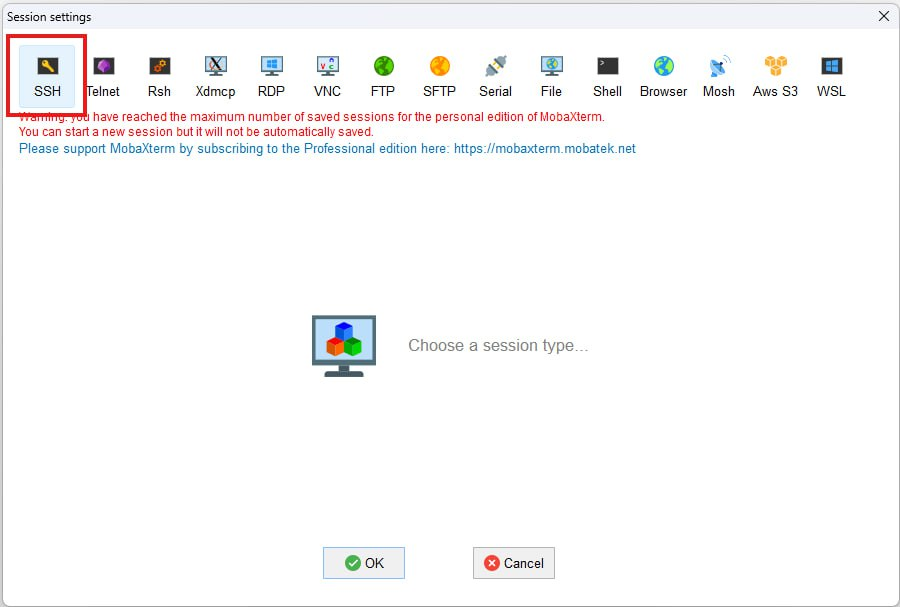 Session settings
SSH Telnet Rsh Xdmcp RDP VNC FTP SFTP Serial File Shell Browser Mosh Aws S3 WSL
Warning: you have reached the maximum number of saved sessions for the personal edition of MobaXterm.
You can start a new session but it will not be automatically saved.
Please support MobaXterm by subscribing to the Professional edition here: https://mobaxterm.mobatek.net
Choose a session type...
OK Cancel